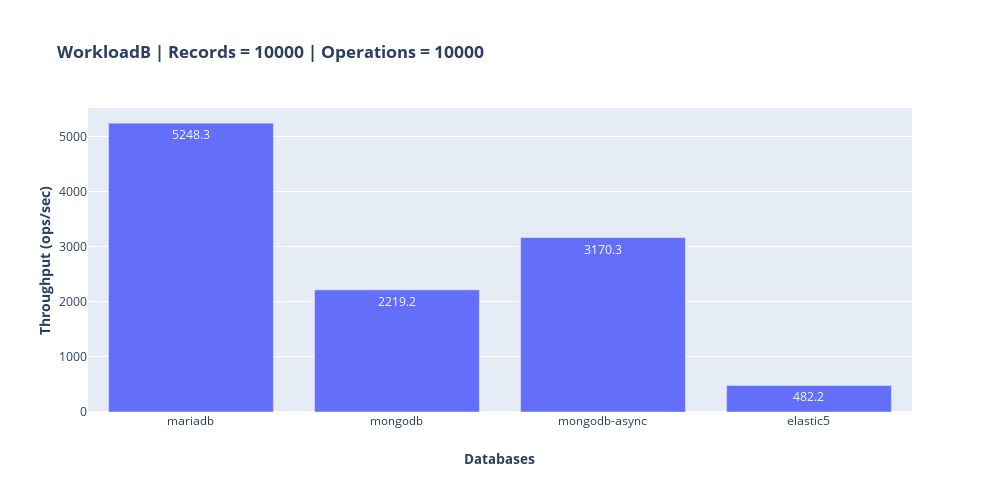 WorkloadB | Records = 10000 | Operations = 10000
Throughput (ops/sec)
5000
4000
3000
2000
1000
0
5248.3
2219.2
3170.3
482.2
mariadb
mongodb
mongodb-async
elastic5
Databases